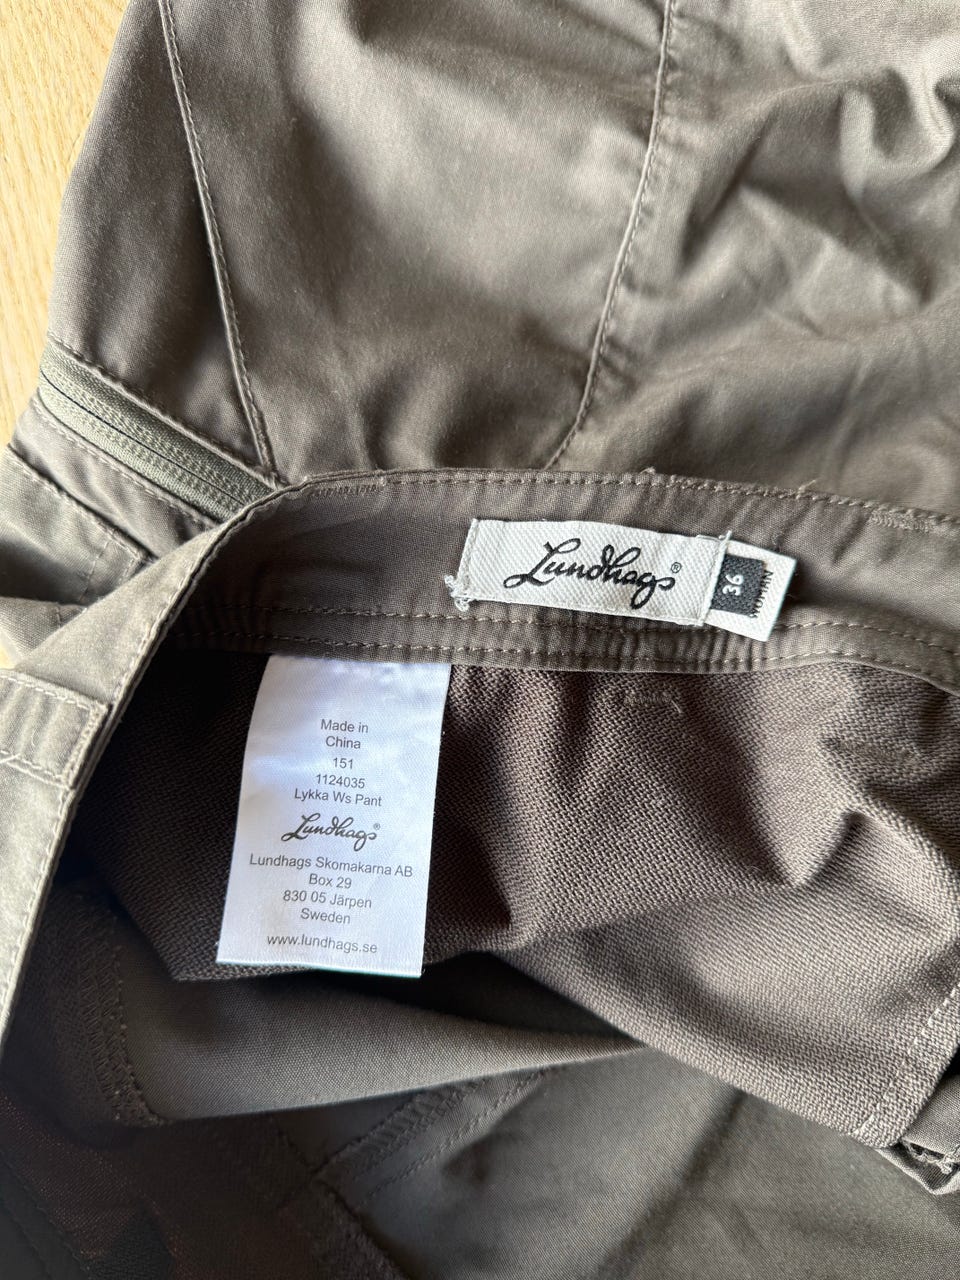 Lundhags®
36
WOMAN
Made in
China
151
1124035
Lykka Ws Pant
Lundhags®
Lundhags Skomakarna AB
Box 29
830 05 Järpen
Sweden
www.lundhags.se